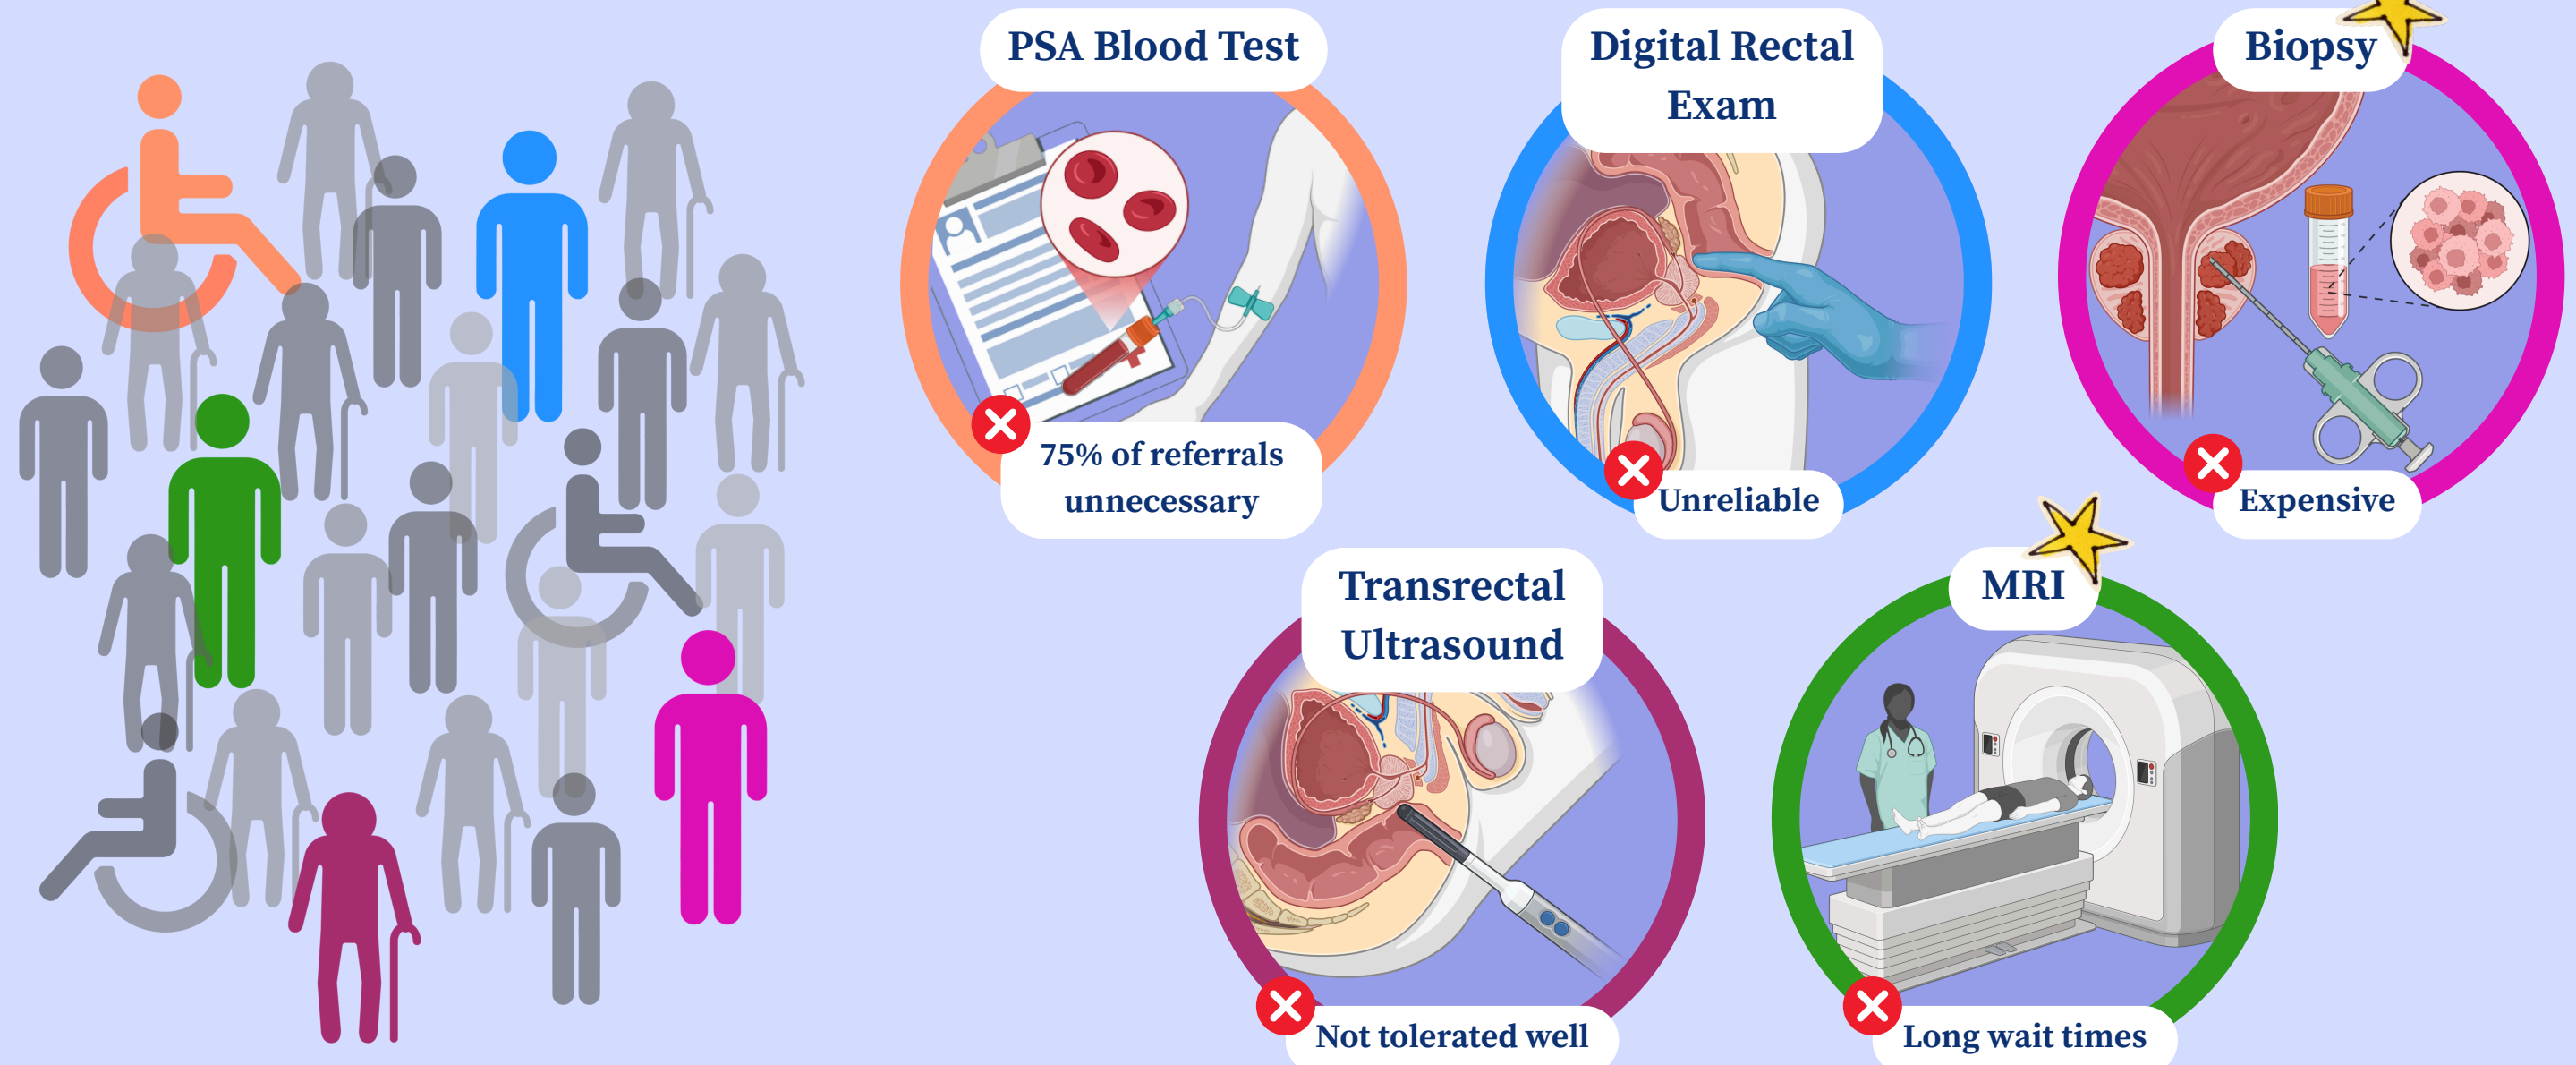 PSA Blood Test
75% of referrals
unnecessary
Digital Rectal
Exam
Unreliable
Biopsy
Expensive
Transrectal
Ultrasound
Not tolerated well
MRI
Long wait times